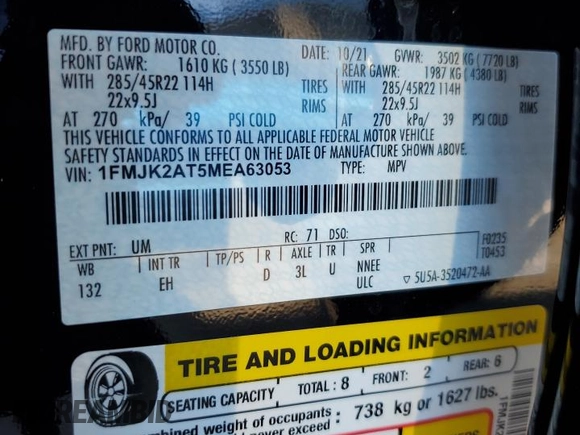 MFD. BY FORD MOTOR CO.
DATE: 10/21 GVWR: 3502 KG ( 7720 LB)
FRONT GAWR: 1610 KG ( 3550 LB) REAR GAWR: 1987 KG ( 4380 LB)
WITH 285/45R22 114H TIRES WITH 285/45R22 114H TIRES
22x9.5J RIMS 22x9.5J RIMS
AT 270 kPa/ 39 PSI COLD AT 270 kPa/ 39 PSI COLD
THIS VEHICLE CONFORMS TO ALL APPLICABLE FEDERAL MOTOR VEHICLE
SAFETY STANDARDS IN EFFECT ON THE DATE OF MANUFACTURE SHOWN ABOVE.
VIN: 1FMJK2AT5MEA63053 TYPE: MPV
EXT PNT: UM RC: 71 DSO: F0235
WB INT TR TP/PS R AXLE TR SPR T0453
132 EH D 3L U NNEE
ULC ▽ 5U5A-3520472-AA
TIRE AND LOADING INFORMATION
SEATING CAPACITY TOTAL: 8 FRONT: 2 REAR: 6
weight of occupants
never exceed: 738 kg or 1627 lbs.